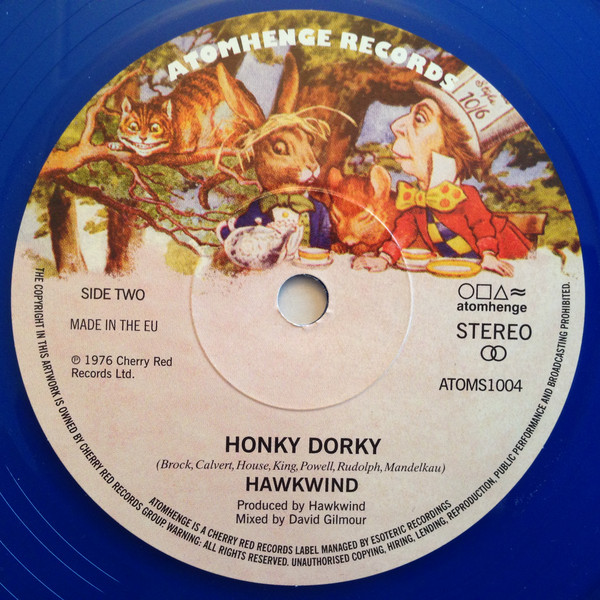 ATOMHENGE RECORDS
In this Style
10/6
SIDE TWO
MADE IN THE EU
℗ 1976 Cherry Red
Records Ltd.
atomhenge
STEREO
ATOMS1004
HONKY DORKY
(Brock, Calvert, House, King, Powell, Rudolph, Mandelkau)
HAWKWIND
Produced by Hawkwind
Mixed by David Gilmour
THE COPYRIGHT IN THIS ARTWORK IS OWNED BY CHERRY RED RECORDS GROUP. WARNING: ALL RIGHTS RESERVED. UNAUTHORISED COPYING, HIRING, LENDING, REPRODUCTION, PUBLIC PERFORMANCE AND BROADCASTING PROHIBITED.
ATOMHENGE IS A CHERRY RED RECORDS LABEL MANAGED BY ESOTERIC RECORDINGS